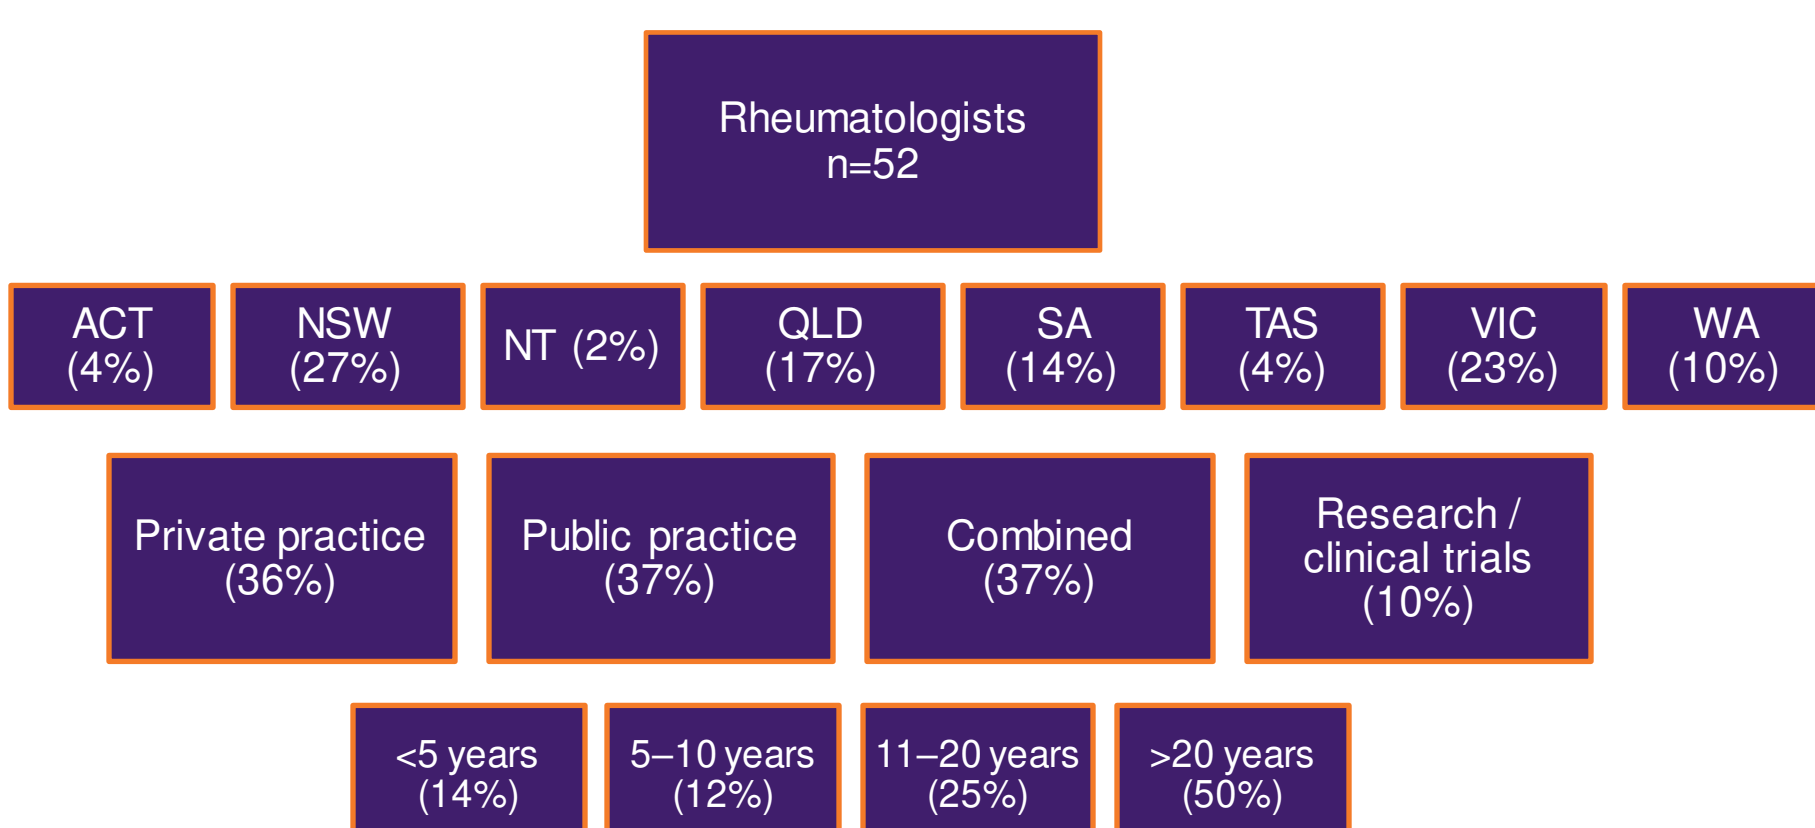 Rheumatologists
n=52
ACT
(4%)
NSW
(27%)
NT (2%)
QLD
(17%)
SA
(14%)
TAS
(4%)
VIC
(23%)
WA
(10%)
Private practice
(36%)
Public practice
(37%)
Combined
(37%)
Research /
clinical trials
(10%)
<5 years
(14%)
5–10 years
(12%)
11–20 years
(25%)
>20 years
(50%)